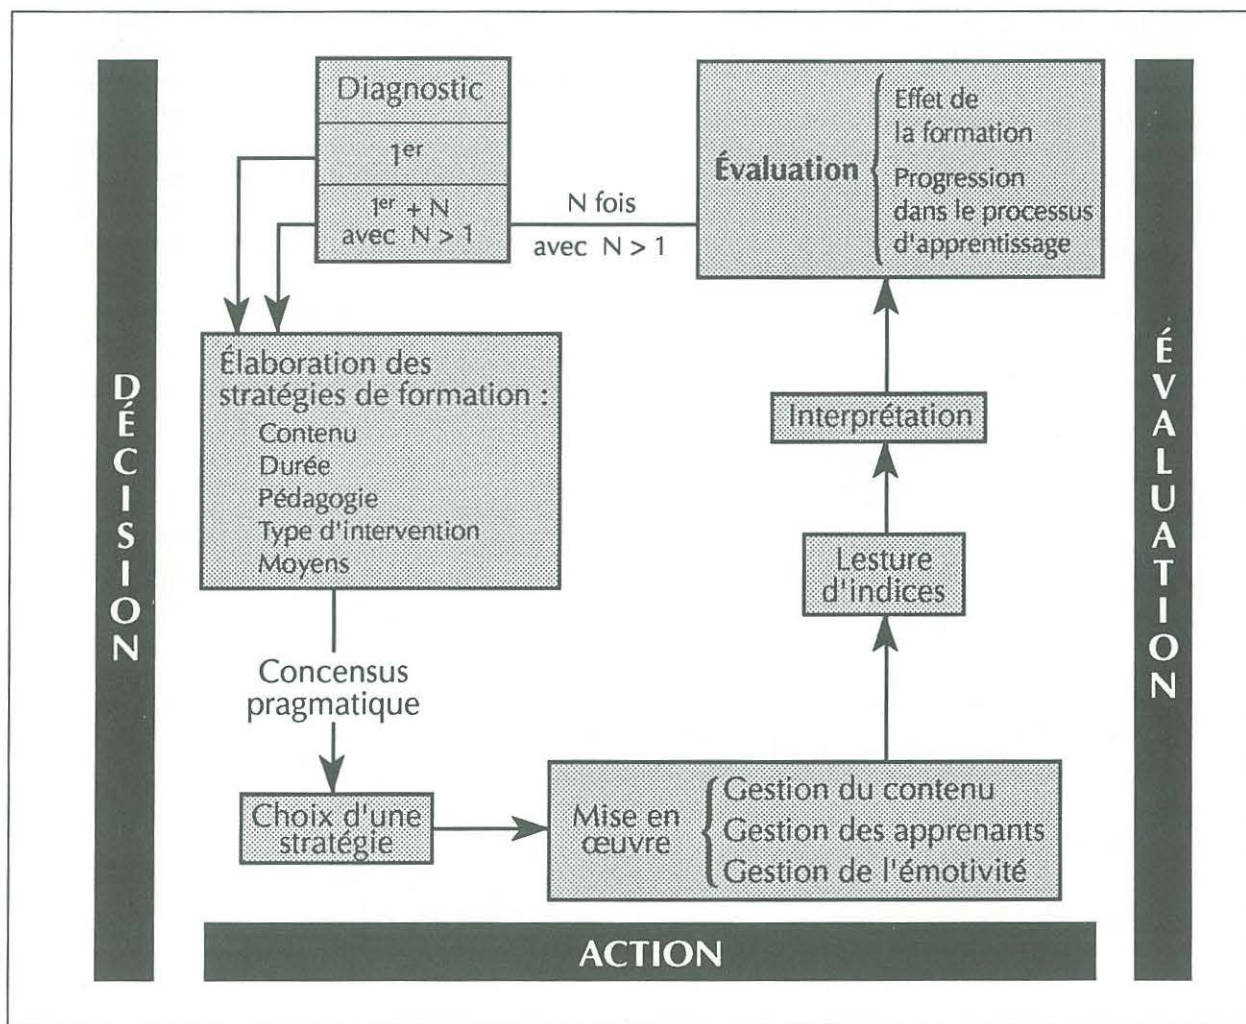 DÉCISION
Diagnostic
1er
1er + N
avec N > 1
N fois
avec N > 1
Évaluation
Effet de
la formation
Progression
dans le processus
d'apprentissage
Élaboration des
stratégies de formation :
Contenu
Durée
Pédagogie
Type d'intervention
Moyens
Concensus
pragmatique
Choix d'une
stratégie
Mise en
œuvre
Gestion du contenu
Gestion des apprenants
Gestion de l'émotivité
Lesture
d'indices
Interprétation
ÉVALUATION
ACTION